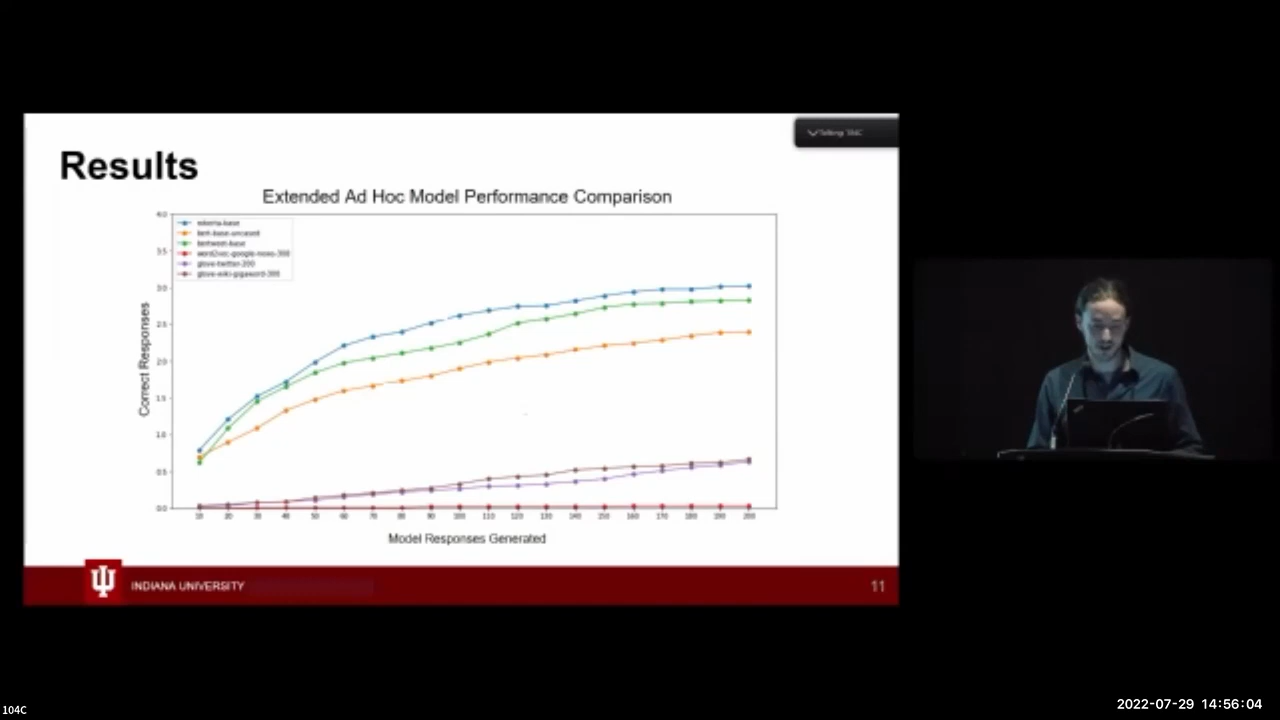 Talking: 104C
Results
Extended Ad Hoc Model Performance Comparison
roberta-base
bert-base-uncased
bertweet-base
word2vec-google-news-300
glove-twitter-200
glove-wiki-gigaword-300
4.0
3.5
3.0
2.5
2.0
1.5
1.0
0.5
0.0
Correct Responses
10 20 30 40 50 60 70 80 90 100 110 120 130 140 150 160 170 180 190 200
Model Responses Generated
INDIANA UNIVERSITY
11
104C
2022-07-29 14:56:04